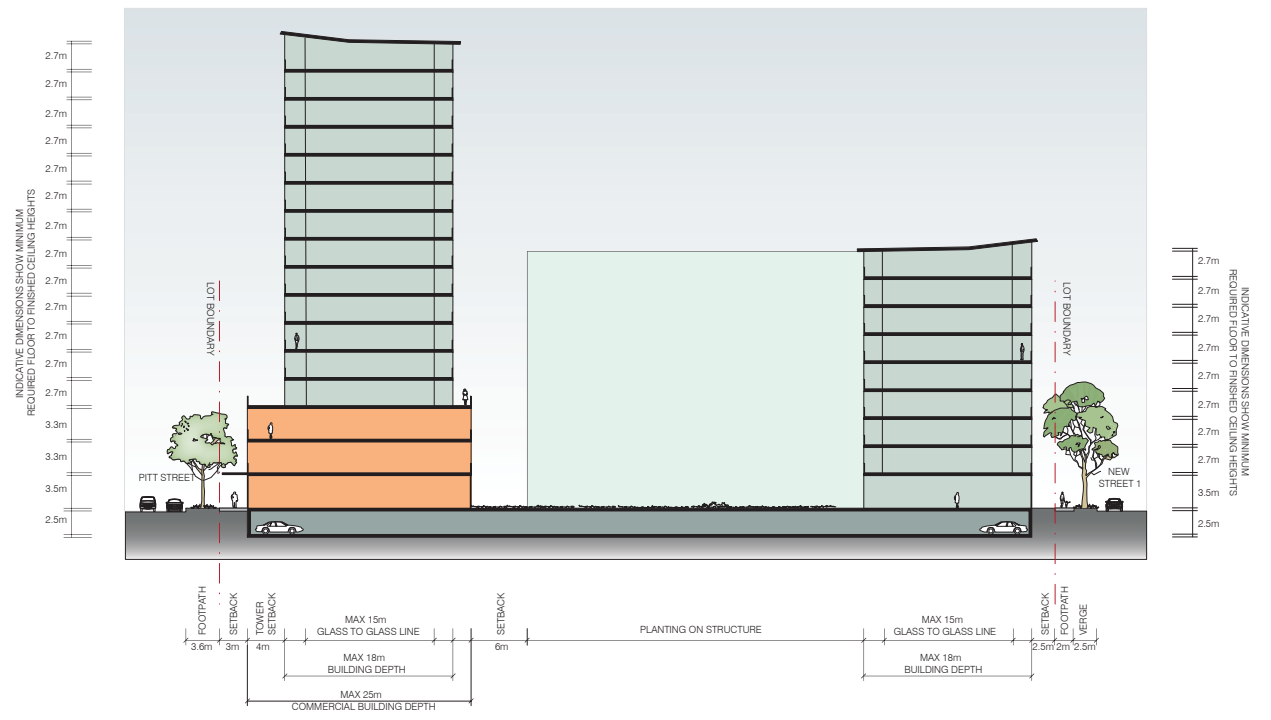 INDICATIVE DIMENSIONS SHOW MINIMUM
REQUIRED FLOOR TO FINISHED CEILING HEIGHTS
2.7m
2.7m
2.7m
2.7m
2.7m
2.7m
2.7m
2.7m
2.7m
2.7m
2.7m
2.7m
2.7m
3.3m
3.3m
3.5m
2.5m
LOT BOUNDARY
PITT STREET
LOT BOUNDARY
NEW
STREET 1
2.7m
2.7m
2.7m
2.7m
2.7m
2.7m
2.7m
2.7m
3.5m
2.5m
INDICATIVE DIMENSIONS SHOW MINIMUM
REQUIRED FLOOR TO FINISHED CEILING HEIGHTS
FOOTPATH
3.6m
SETBACK
3m
TOWER
SETBACK
4m
MAX 15m
GLASS TO GLASS LINE
MAX 18m
BUILDING DEPTH
MAX 25m
COMMERCIAL BUILDING DEPTH
SETBACK
6m
PLANTING ON STRUCTURE
MAX 15m
GLASS TO GLASS LINE
MAX 18m
BUILDING DEPTH
SETBACK
2.5m
FOOTPATH
2m
VERGE
2.5m